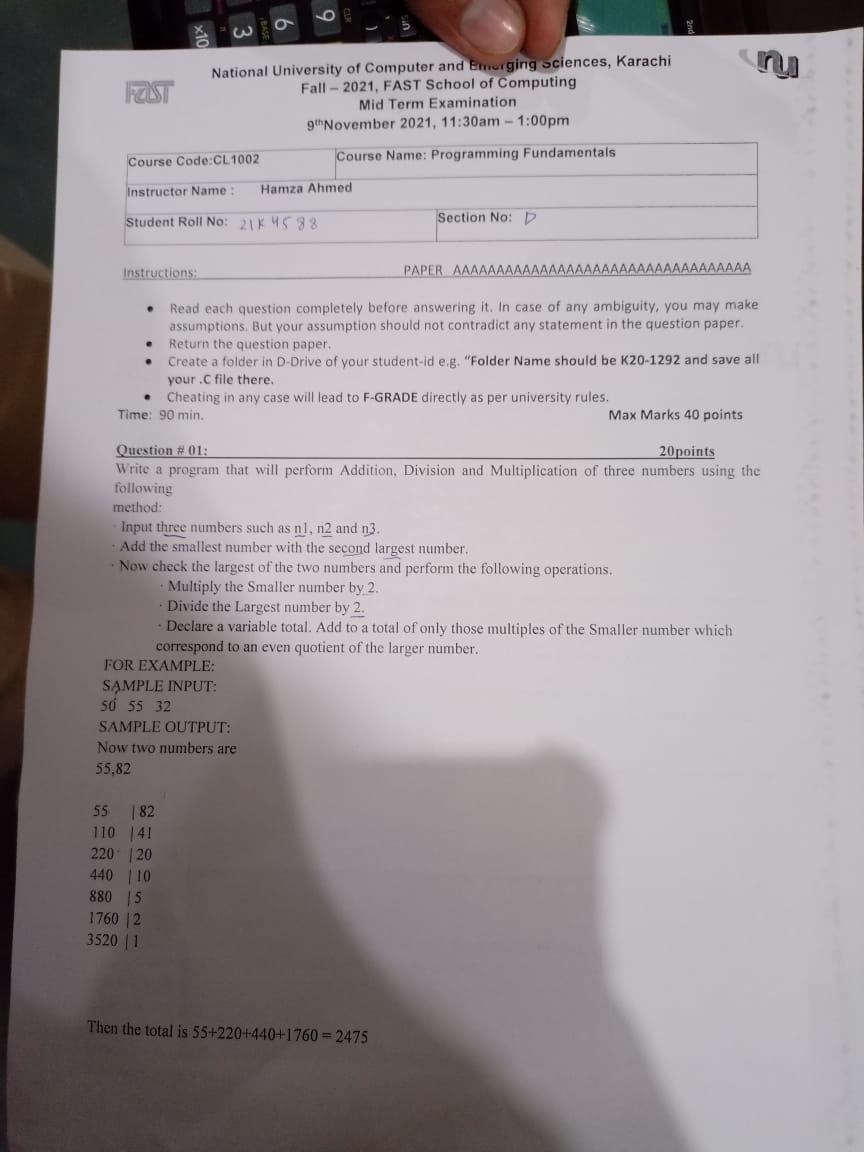 x10
3
6
BASE
9
CLR
)
sin
2nd
FAST
National University of Computer and Emerging Sciences, Karachi
Fall – 2021, FAST School of Computing
Mid Term Examination
9thNovember 2021, 11:30am – 1:00pm
nu
Course Code:CL1002 Course Name: Programming Fundamentals
Instructor Name : Hamza Ahmed
Student Roll No: 21K4588 Section No: D
Instructions: PAPER AAAAAAAAAAAAAAAAAAAAAAAAAAAAAAAAAA
• Read each question completely before answering it. In case of any ambiguity, you may make
assumptions. But your assumption should not contradict any statement in the question paper.
• Return the question paper.
• Create a folder in D-Drive of your student-id e.g. “Folder Name should be K20-1292 and save all
your .C file there.
• Cheating in any case will lead to F-GRADE directly as per university rules.
Time: 90 min. Max Marks 40 points
Question # 01: 20points
Write a program that will perform Addition, Division and Multiplication of three numbers using the
following
method:
· Input three numbers such as n1, n2 and n3.
· Add the smallest number with the second largest number.
· Now check the largest of the two numbers and perform the following operations.
· Multiply the Smaller number by 2.
· Divide the Largest number by 2.
· Declare a variable total. Add to a total of only those multiples of the Smaller number which
correspond to an even quotient of the larger number.
FOR EXAMPLE:
SAMPLE INPUT:
50 55 32
SAMPLE OUTPUT:
Now two numbers are
55,82
55 | 82
110 | 41
220 | 20
440 | 10
880 | 5
1760 | 2
3520 | 1
Then the total is 55+220+440+1760 = 2475